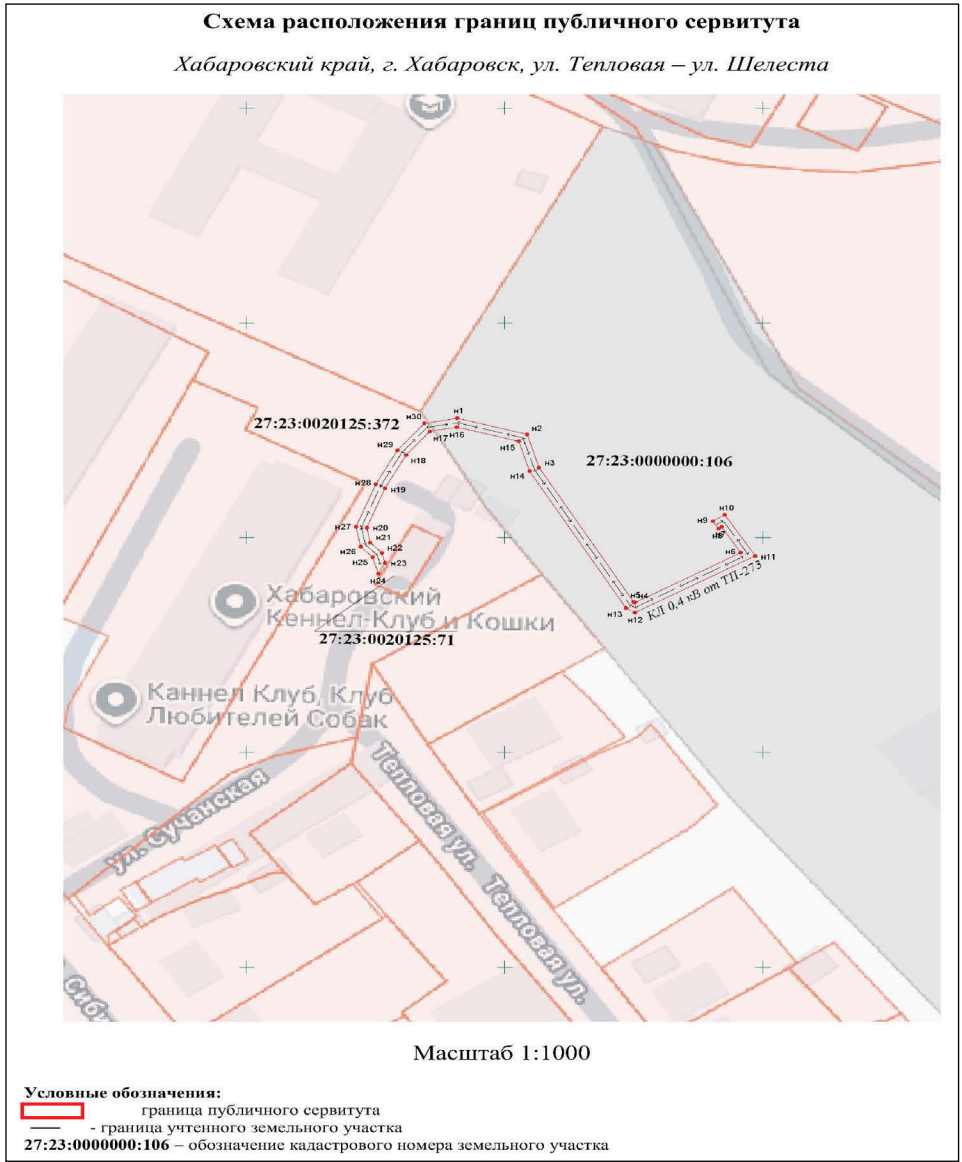 Схема расположения границ публичного сервитута
Хабаровский край, г. Хабаровск, ул. Тепловая – ул. Шелеста
27:23:0020125:372
н30
н1
н17
н16
н2
н15
н29
н18
н3
н14
27:23:0000000:106
н28
н19
н10
н9
н7
н8
н27
н20
н21
н26
н22
н25
н23
н24
н6
н11
н5
н4
н13
н12
КЛ 0.4 кВ от ТП-273
Хабаровский
Кеннел-Клуб и Кошки
27:23:0020125:71
Каннел Клуб, Клуб
Любителей Собак
ул. Сучанская
Тепловая ул.
Тепловая ул.
Масштаб 1:1000
Условные обозначения:
граница публичного сервитута
- граница учтенного земельного участка
27:23:0000000:106 – обозначение кадастрового номера земельного участка